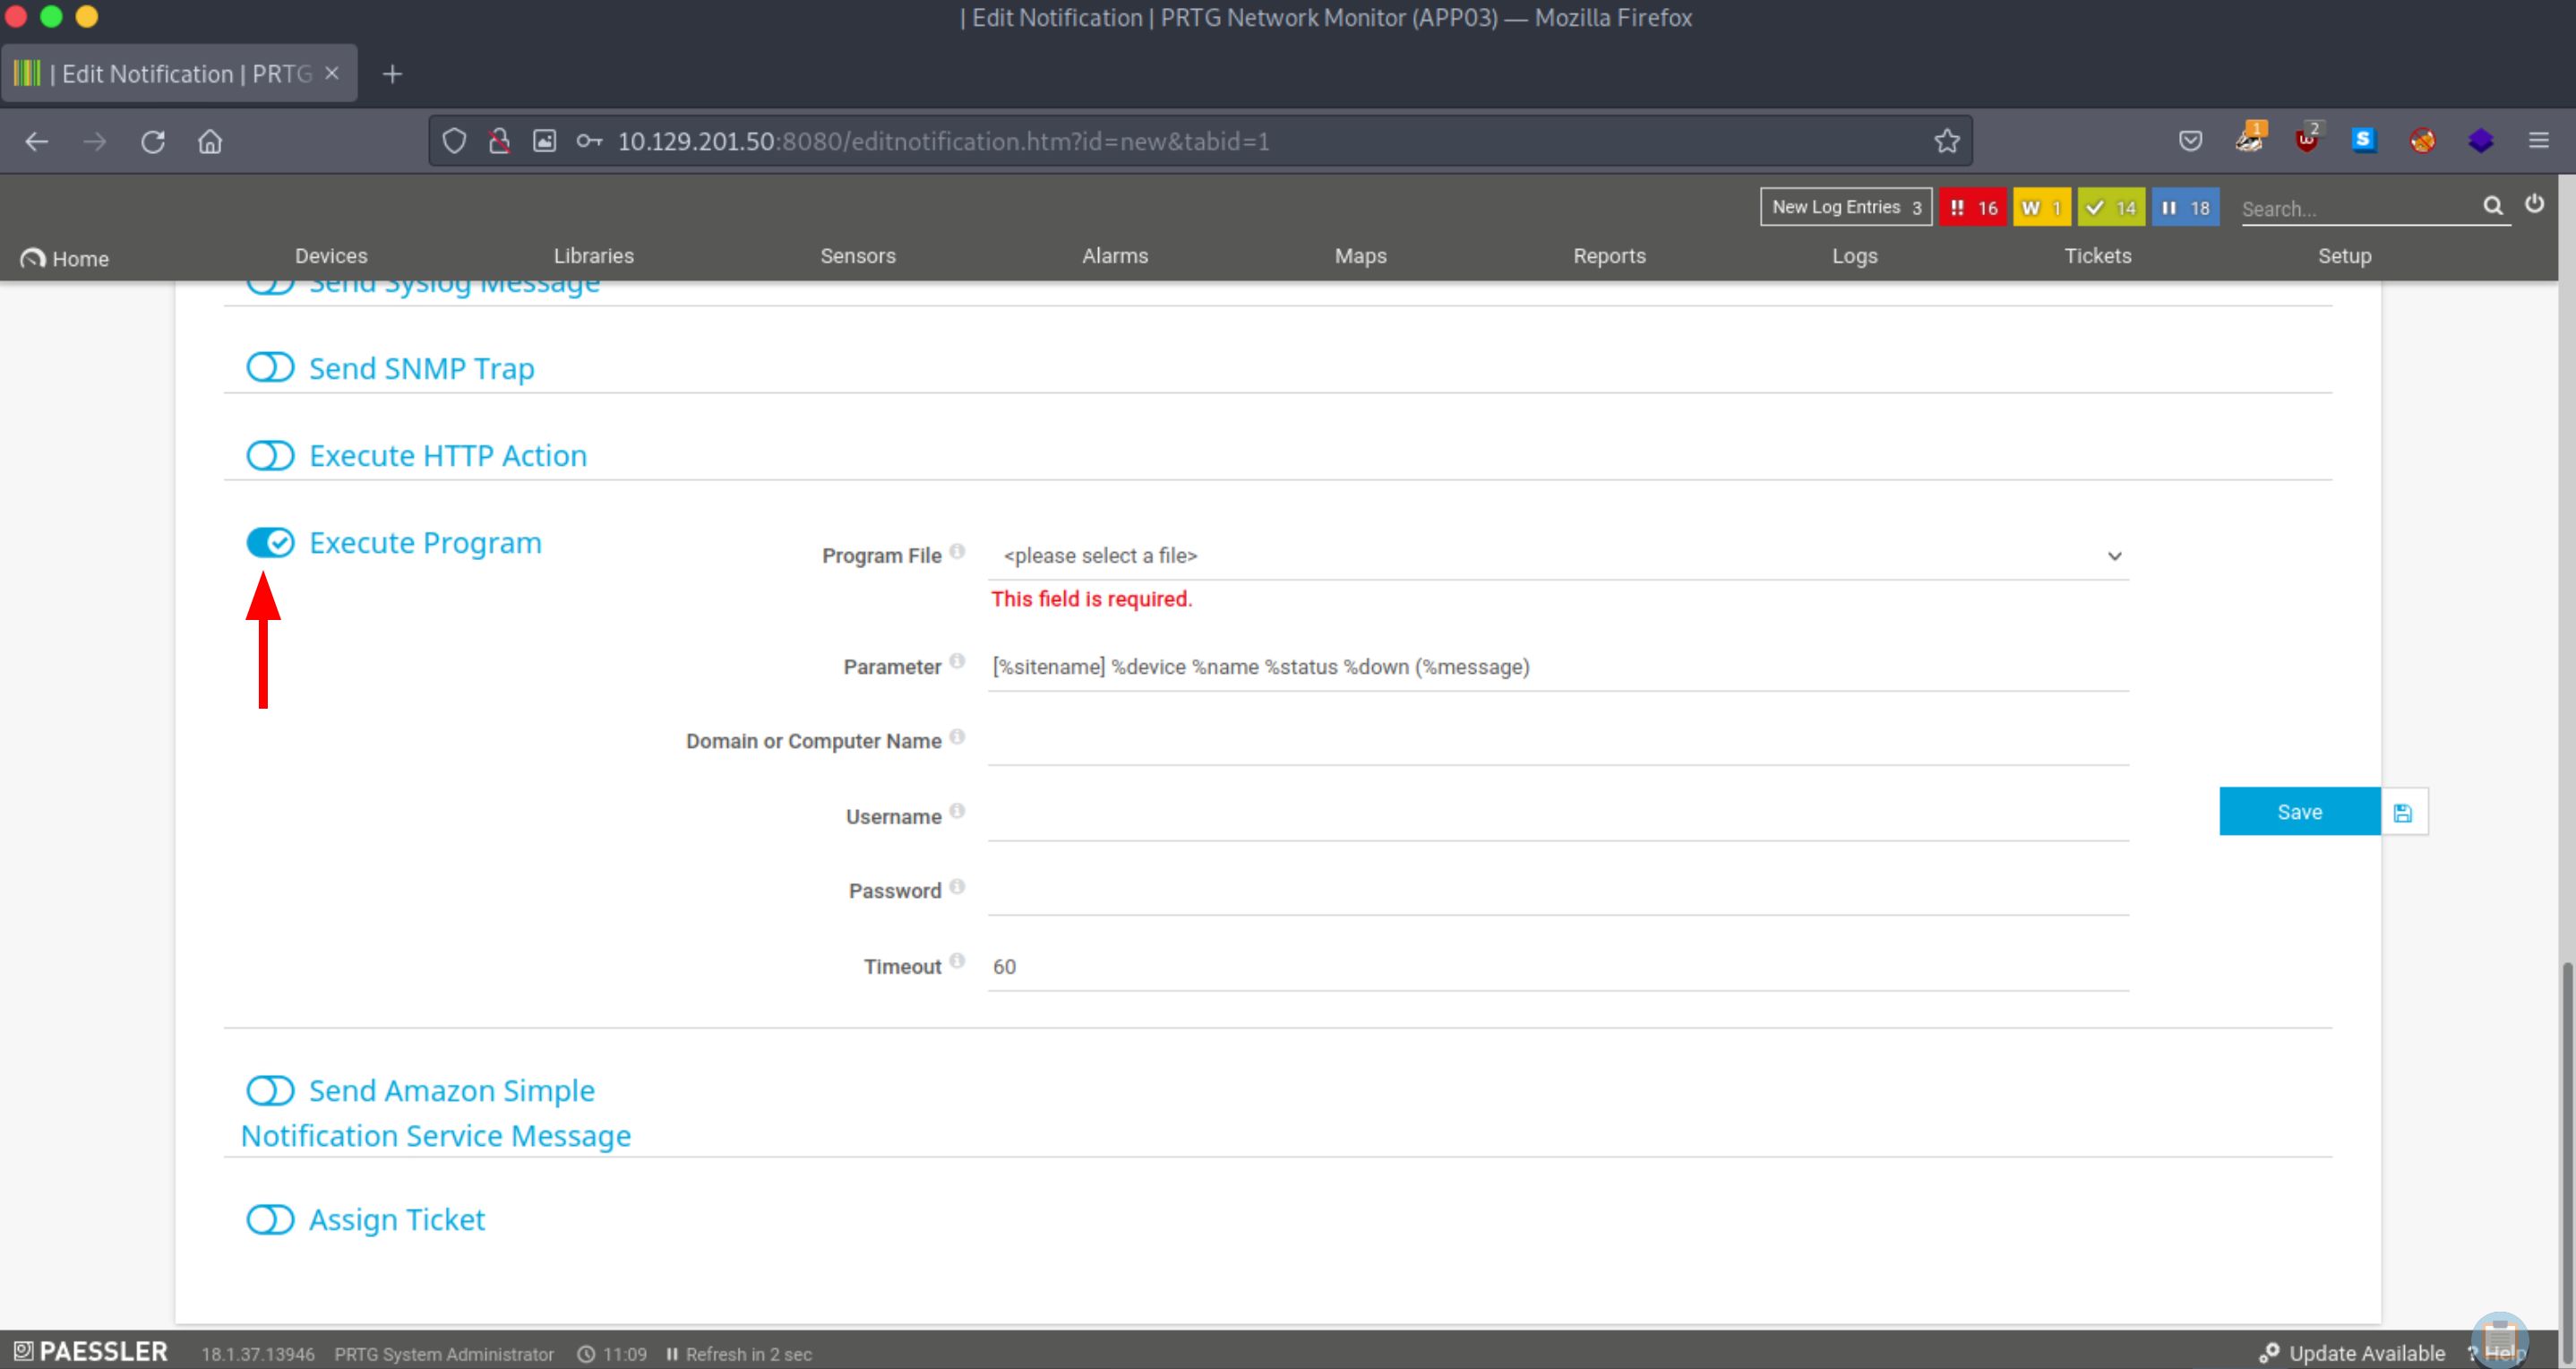 | Edit Notification | PRTG Network Monitor (APP03) — Mozilla Firefox
| Edit Notification | PRTG
10.129.201.50:8080/editnotification.htm?id=new&tabid=1
1
2
S
New Log Entries 3
!! 16
W 1
14
18
Search...
Home
Devices
Libraries
Sensors
Alarms
Maps
Reports
Logs
Tickets
Setup
Send Syslog Message
Send SNMP Trap
Execute HTTP Action
Execute Program
Program File
<please select a file>
This field is required.
Parameter
[%sitename] %device %name %status %down (%message)
Domain or Computer Name
Username
Save
Password
Timeout
60
Send Amazon Simple
Notification Service Message
Assign Ticket
PAESSLER
18.1.37.13946
PRTG System Administrator
11:09
Refresh in 2 sec
Update Available
? Help